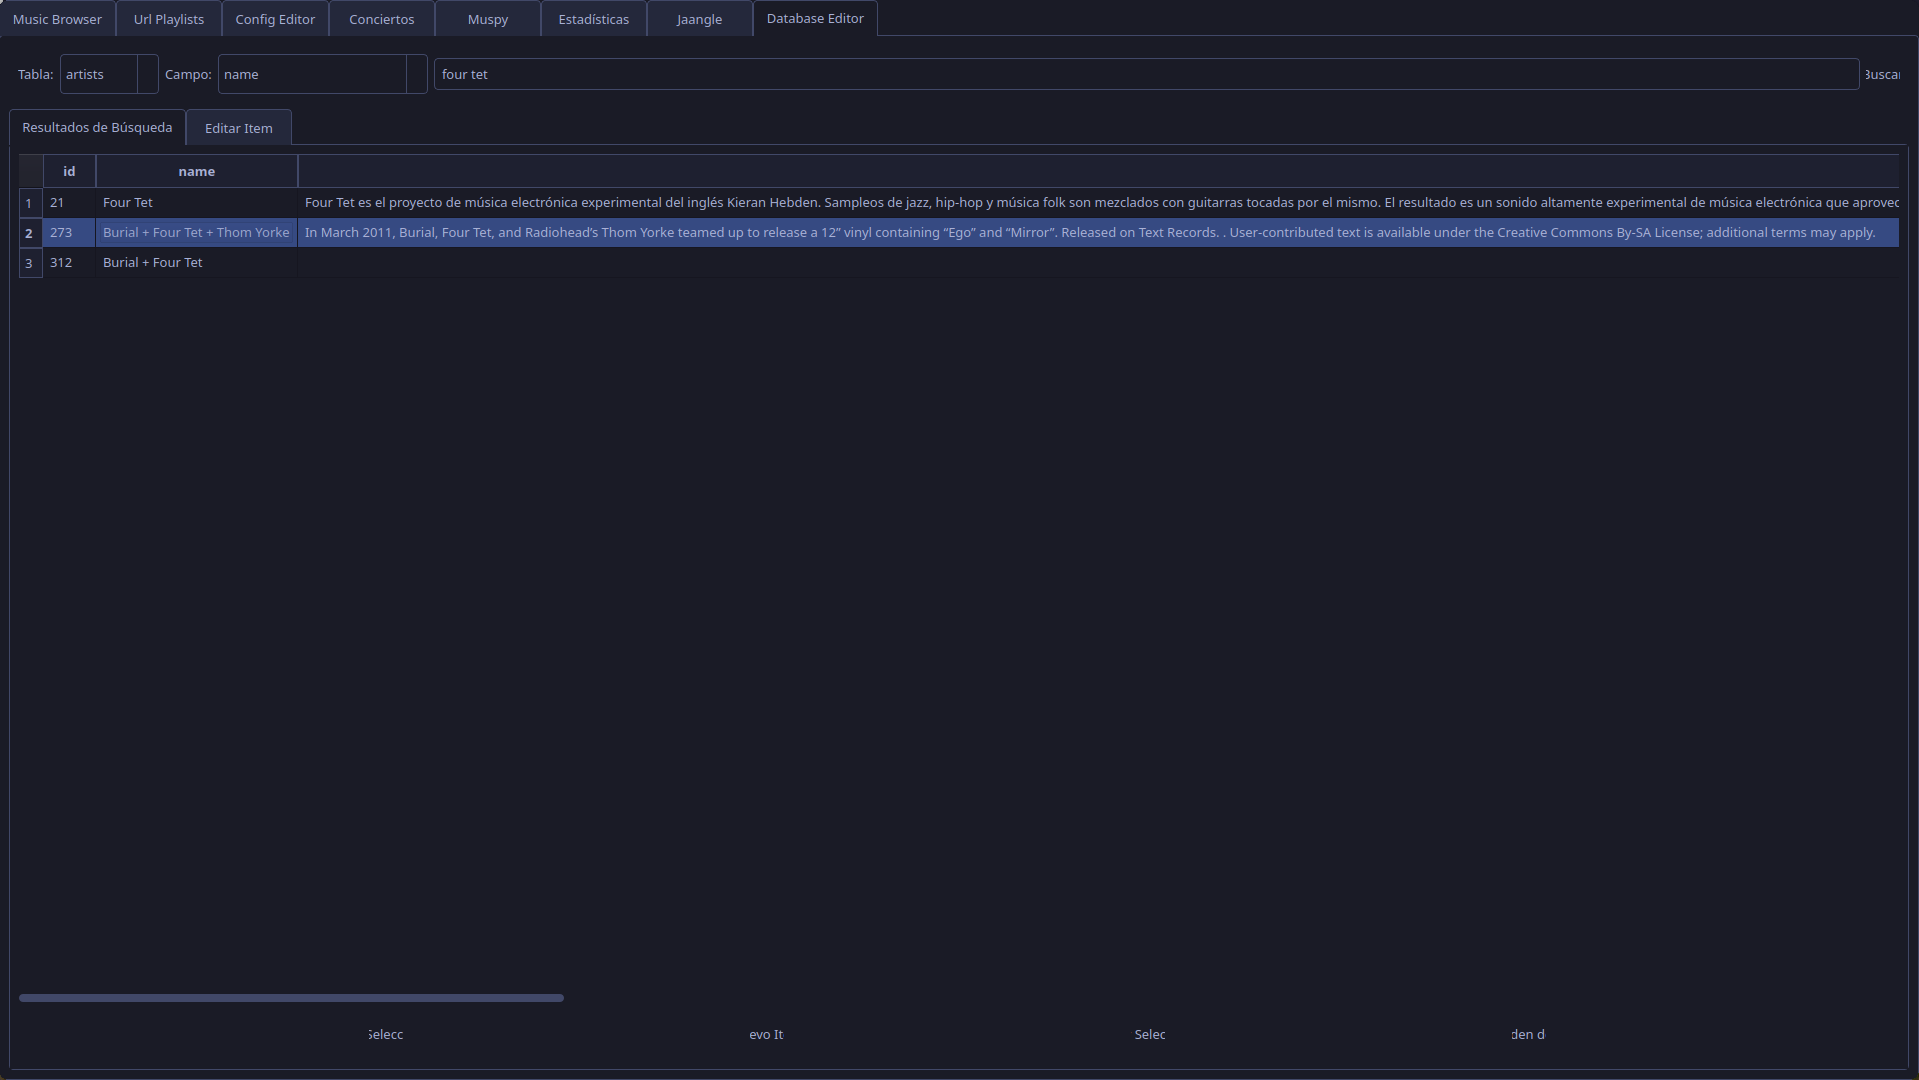 Music Browser Url Playlists Config Editor Conciertos Muspy Estadísticas Jaangle Database Editor
Tabla: artists Campo: name four tet Buscar
Resultados de Búsqueda Editar Item
id name
1 21 Four Tet Four Tet es el proyecto de música electrónica experimental del inglés Kieran Hebden. Sampleos de jazz, hip-hop y música folk son mezclados con guitarras tocadas por el mismo. El resultado es un sonido altamente experimental de música electrónica que aprovec
2 273 Burial + Four Tet + Thom Yorke In March 2011, Burial, Four Tet, and Radiohead’s Thom Yorke teamed up to release a 12” vinyl containing “Ego” and “Mirror”. Released on Text Records. . User-contributed text is available under the Creative Commons By-SA License; additional terms may apply.
3 312 Burial + Four Tet
Selecc evo It Selec den d